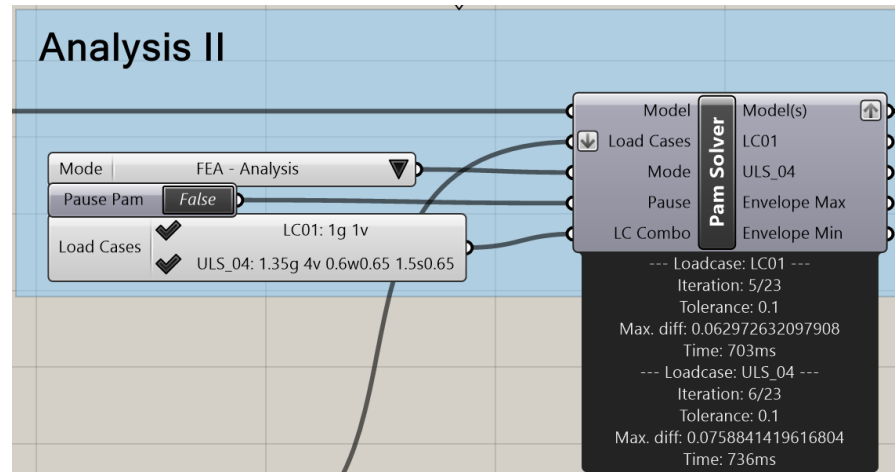 Analysis II
Mode FEA - Analysis
Pause Pam False
Load Cases
LC01: 1g 1v
ULS_04: 1.35g 4v 0.6w0.65 1.5s0.65
Model
Load Cases
Mode
Pause
LC Combo
Pam Solver
Model(s)
LC01
ULS_04
Envelope Max
Envelope Min
--- Loadcase: LC01 ---
Iteration: 5/23
Tolerance: 0.1
Max. diff: 0.062972632097908
Time: 703ms
--- Loadcase: ULS_04 ---
Iteration: 6/23
Tolerance: 0.1
Max. diff: 0.0758841419616804
Time: 736ms